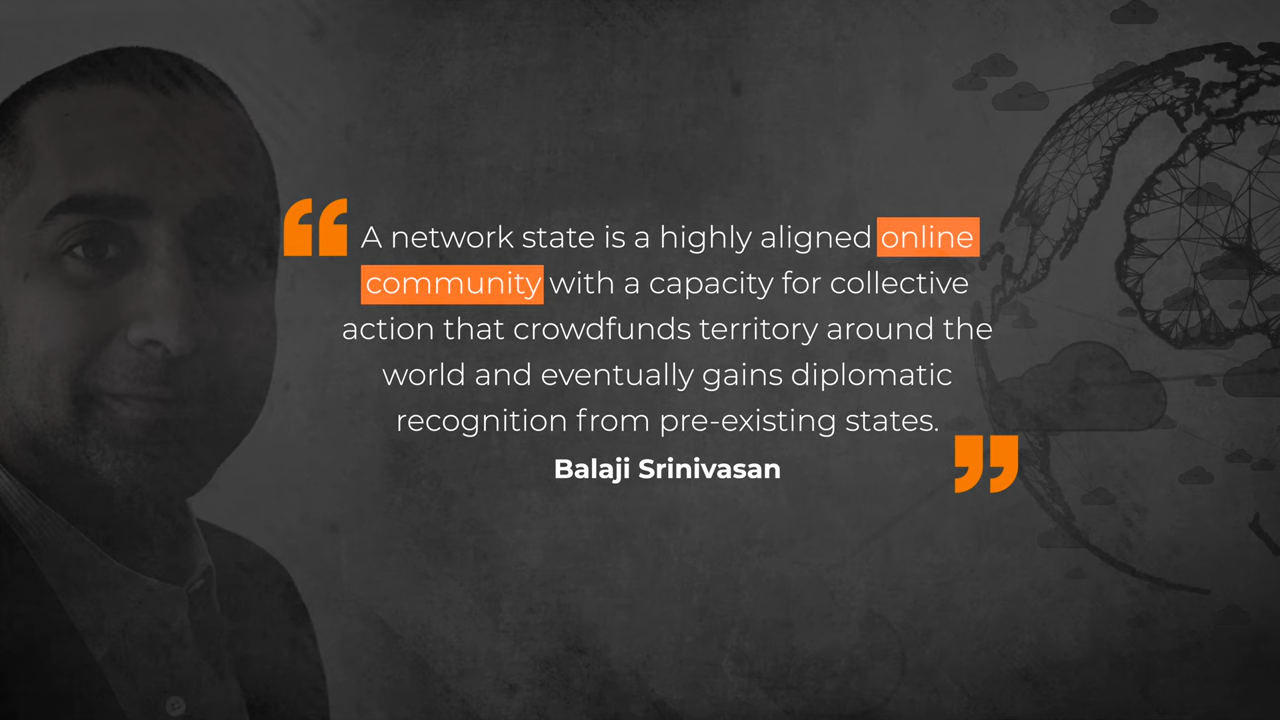 “ A network state is a highly aligned online
community with a capacity for collective
action that crowdfunds territory around the
world and eventually gains diplomatic
recognition from pre-existing states. ”
Balaji Srinivasan